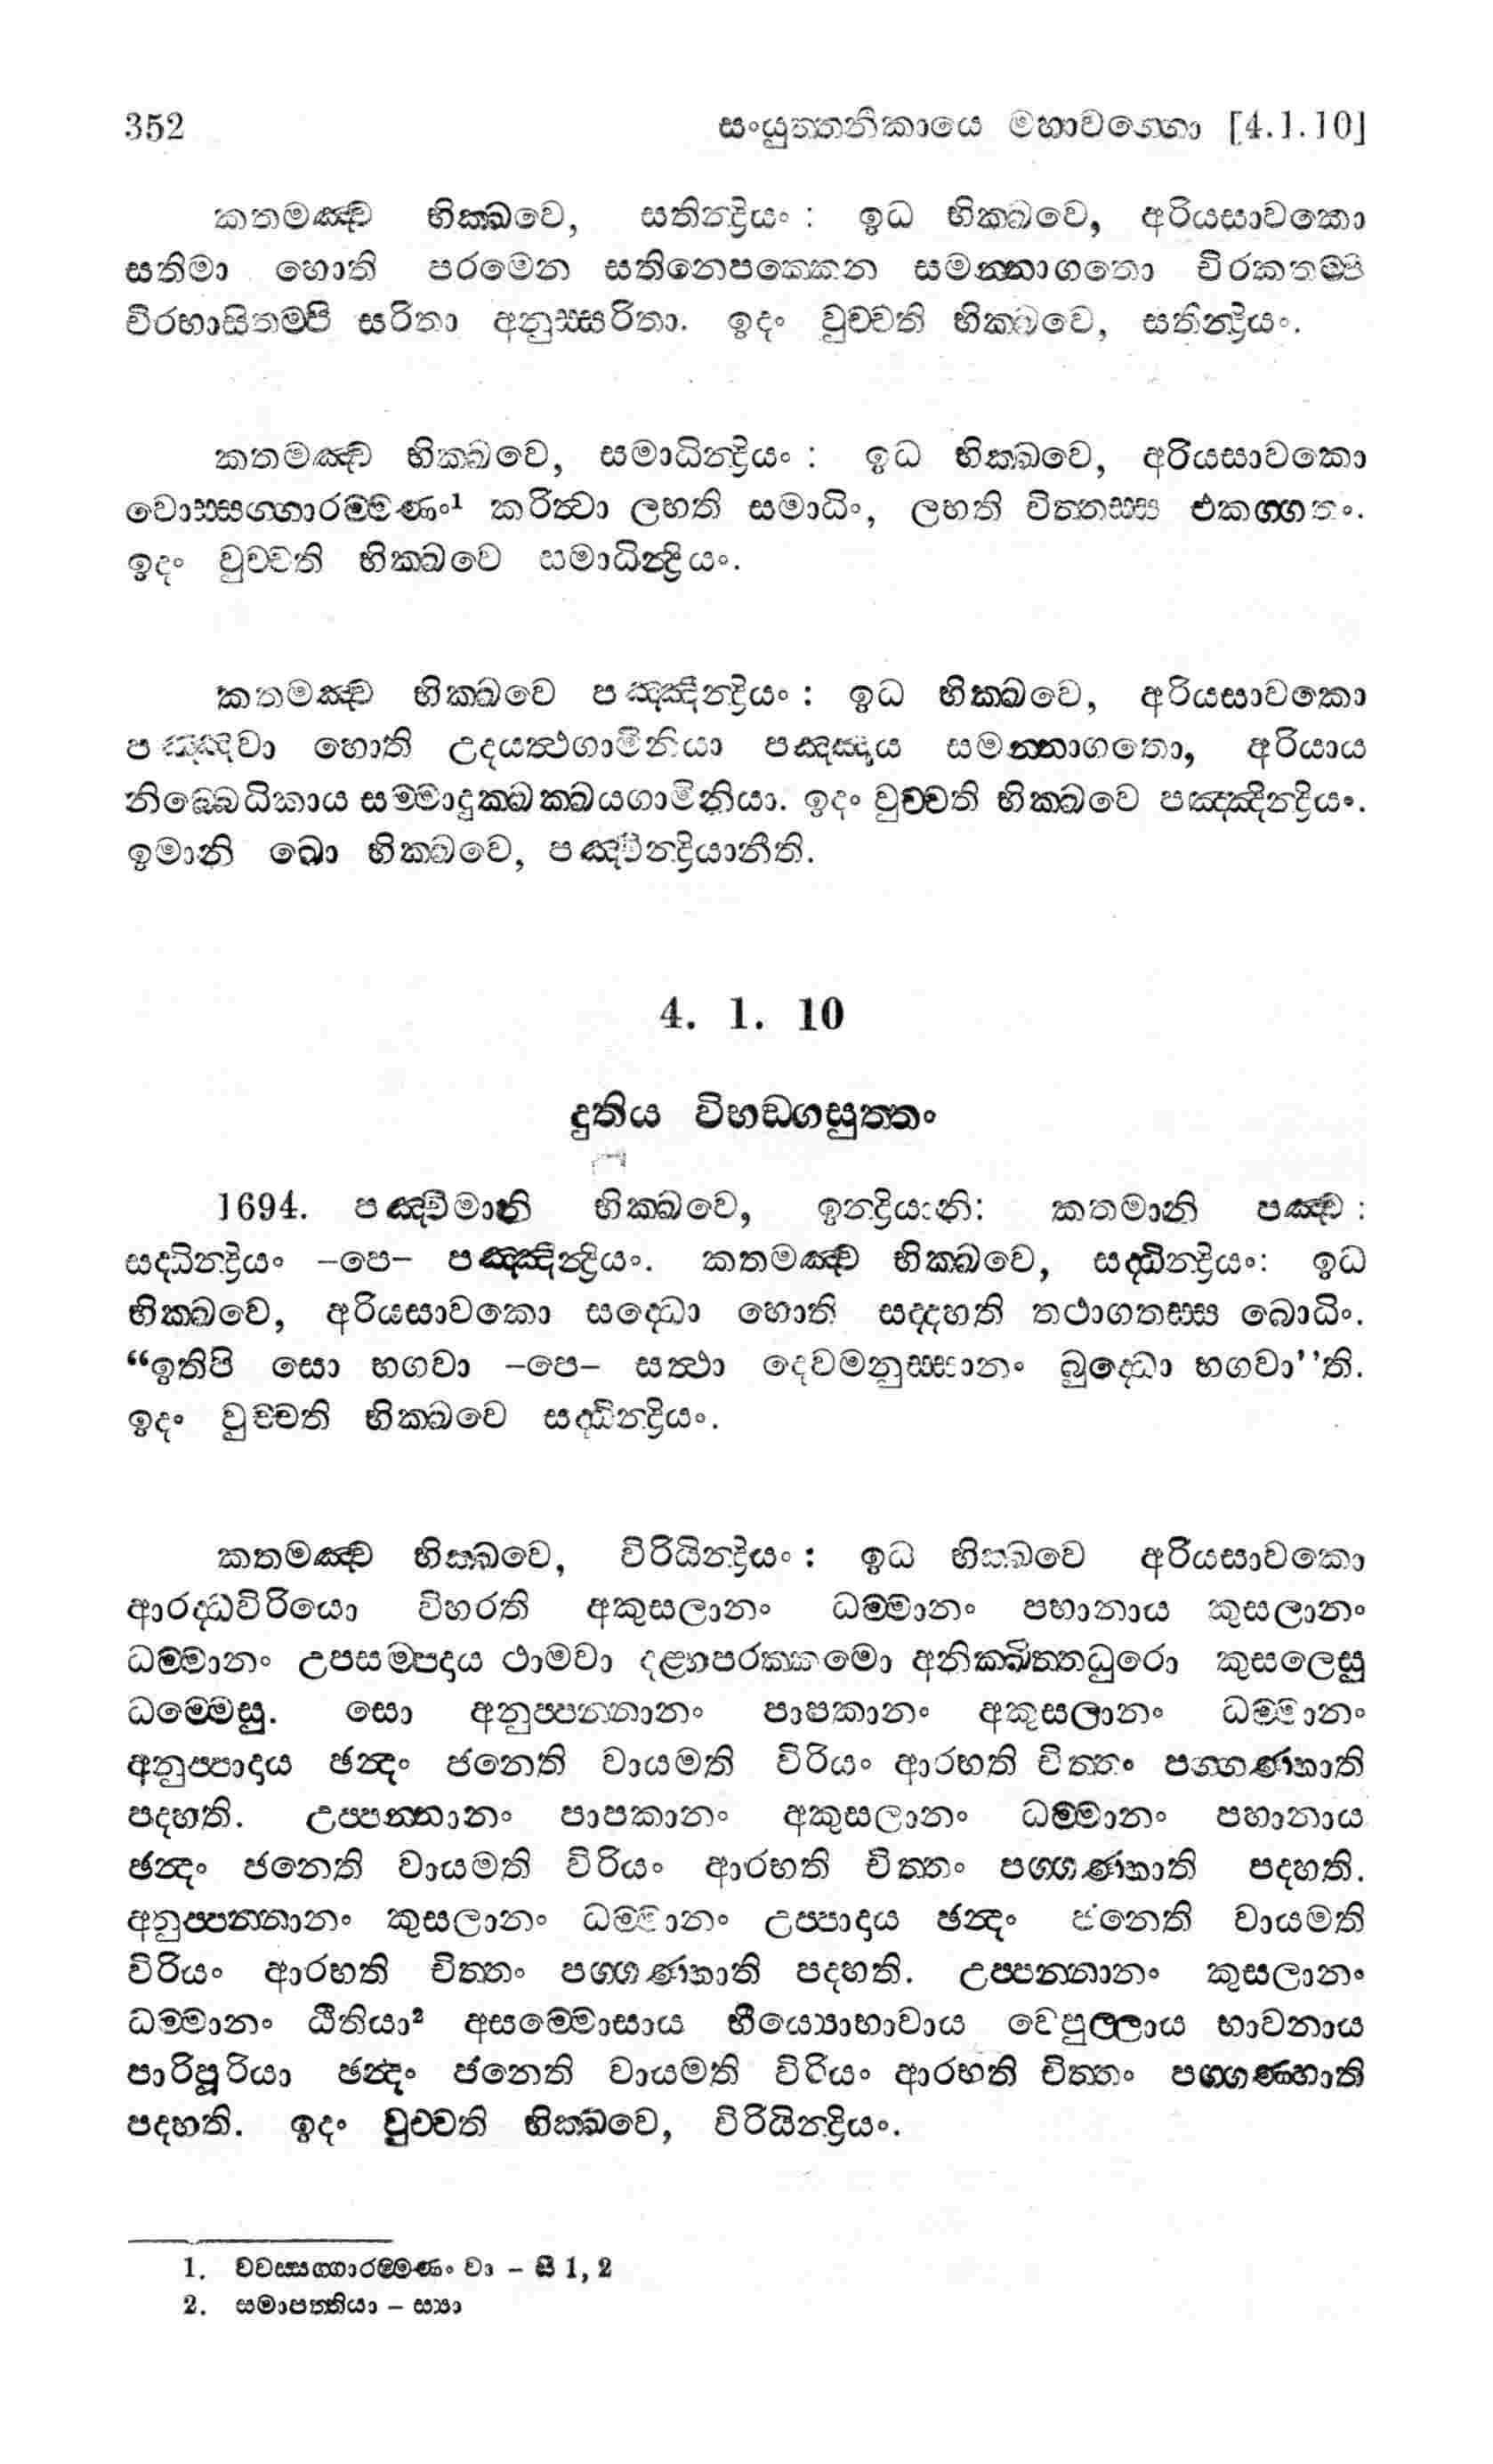 352 සංයුත්තනිකායෙ මහාවග්ගො [4.1.10]
කතමඤ්ච භික්ඛවෙ, සතින්ද්‍රියං : ඉධ භික්ඛවෙ, අරියසාවකො
සතිමා හොති පරමෙන සතිනෙපක්කෙන සමන්නාගතො චිරකතම්පි
චිරභාසිතම්පි සරිතා අනුස්සරිතා. ඉදං වුච්චති භික්ඛවෙ, සතින්ද්‍රියං.
කතමඤ්ච භික්ඛවෙ, සමාධින්ද්‍රියං : ඉධ භික්ඛවෙ, අරියසාවකො
වොස්සග්ගාරම්මණං¹ කරිත්වා ලභති සමාධිං, ලභති චිත්තස්ස එකග්ගතං.
ඉදං වුච්චති භික්ඛවෙ සමාධින්ද්‍රියං.
කතමඤ්ච භික්ඛවෙ පඤ්ඤින්ද්‍රියං : ඉධ භික්ඛවෙ, අරියසාවකො
පඤ්ඤවා හොති උදයත්ථගාමිනියා පඤ්ඤාය සමන්නාගතො, අරියාය
නිබ්බෙධිකාය සම්මාදුක්ඛක්ඛයගාමිනියා. ඉදං වුච්චති භික්ඛවෙ පඤ්ඤින්ද්‍රියං.
ඉමානි ඛො භික්ඛවෙ, පඤ්චින්ද්‍රියානීති.
4. 1. 10
දුතිය විභඞ්ගසුත්තං
1694. පඤ්චිමානි භික්ඛවෙ, ඉන්ද්‍රියානි: කතමානි පඤ්ච :
සද්ධින්ද්‍රියං –පෙ– පඤ්ඤින්ද්‍රියං. කතමඤ්ච භික්ඛවෙ, සද්ධින්ද්‍රියං: ඉධ
භික්ඛවෙ, අරියසාවකො සද්ධො හොති සද්දහති තථාගතස්ස බොධිං.
“ඉතිපි සො භගවා –පෙ– සත්ථා දෙවමනුස්සානං බුද්ධො භගවා’’ති.
ඉදං වුච්චති භික්ඛවෙ සද්ධින්ද්‍රියං.
කතමඤ්ච භික්ඛවෙ, විරියින්ද්‍රියං : ඉධ භික්ඛවෙ අරියසාවකො
ආරද්ධවිරියො විහරති අකුසලානං ධම්මානං පහානාය කුසලානං
ධම්මානං උපසම්පදාය ථාමවා දළ්හපරක්කමො අනික්ඛිත්තධුරො කුසලෙසු
ධම්මෙසු. සො අනුප්පන්නානං පාපකානං අකුසලානං ධම්මානං
අනුප්පාදාය ඡන්දං ජනෙති වායමති විරියං ආරභති චිත්තං පග්ගණ්හාති
පදහති. උප්පන්නානං පාපකානං අකුසලානං ධම්මානං පහානාය
ඡන්දං ජනෙති වායමති විරියං ආරභති චිත්තං පග්ගණ්හාති පදහති.
අනුප්පන්නානං කුසලානං ධම්මානං උප්පාදාය ඡන්දං ජනෙති වායමති
විරියං ආරභති චිත්තං පග්ගණ්හාති පදහති. උප්පන්නානං කුසලානං
ධම්මානං ඨිතියා² අසම්මොසාය භීය්‍යොභාවාය වෙපුල්ලාය භාවනාය
පාරිපූරියා ඡන්දං ජනෙති වායමති විරියං ආරභති චිත්තං පග්ගණ්හාති
පදහති. ඉදං වුච්චති භික්ඛවෙ, විරියින්ද්‍රියං.
1. වවස්සග්ගාරම්මණං වා – සී 1, 2
2. සමාපත්තියා – ස්‍යා